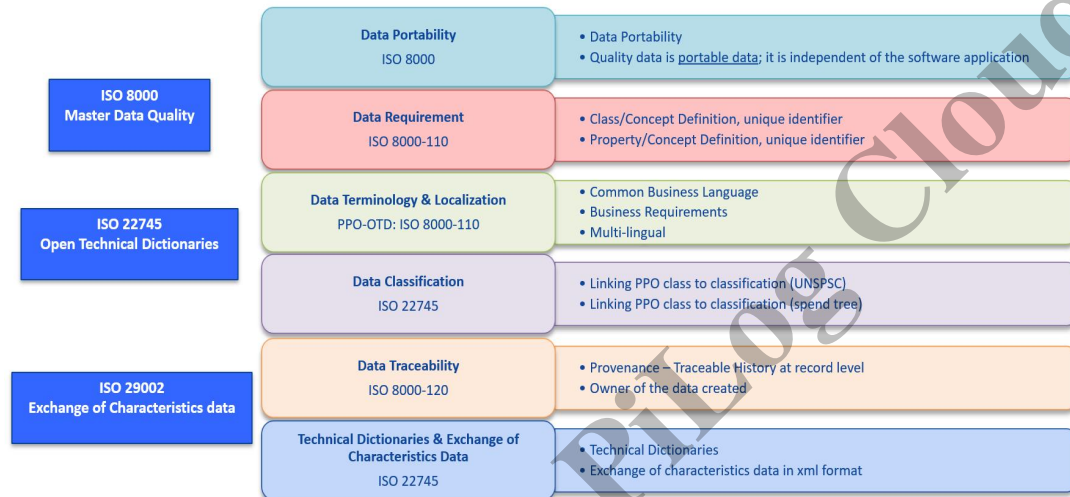 ISO 8000
Master Data Quality
ISO 22745
Open Technical Dictionaries
ISO 29002
Exchange of Characteristics data
Data Portability
ISO 8000
• Data Portability
• Quality data is portable data; it is independent of the software application
Data Requirement
ISO 8000-110
• Class/Concept Definition, unique identifier
• Property/Concept Definition, unique identifier
Data Terminology & Localization
PPO-OTD: ISO 8000-110
• Common Business Language
• Business Requirements
• Multi-lingual
Data Classification
ISO 22745
• Linking PPO class to classification (UNSPSC)
• Linking PPO class to classification (spend tree)
Data Traceability
ISO 8000-120
• Provenance – Traceable History at record level
• Owner of the data created
Technical Dictionaries & Exchange of
Characteristics Data
ISO 22745
• Technical Dictionaries
• Exchange of characteristics data in xml format
PiLog Cloud